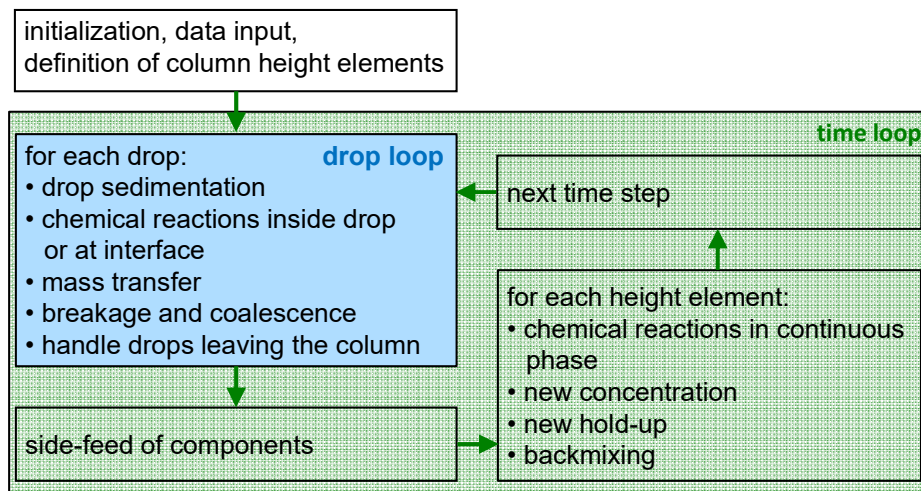 initialization, data input,
definition of column height elements
time loop
for each drop:
drop loop
• drop sedimentation
• chemical reactions inside drop
or at interface
• mass transfer
• breakage and coalescence
• handle drops leaving the column
next time step
side-feed of components
for each height element:
• chemical reactions in continuous
phase
• new concentration
• new hold-up
• backmixing